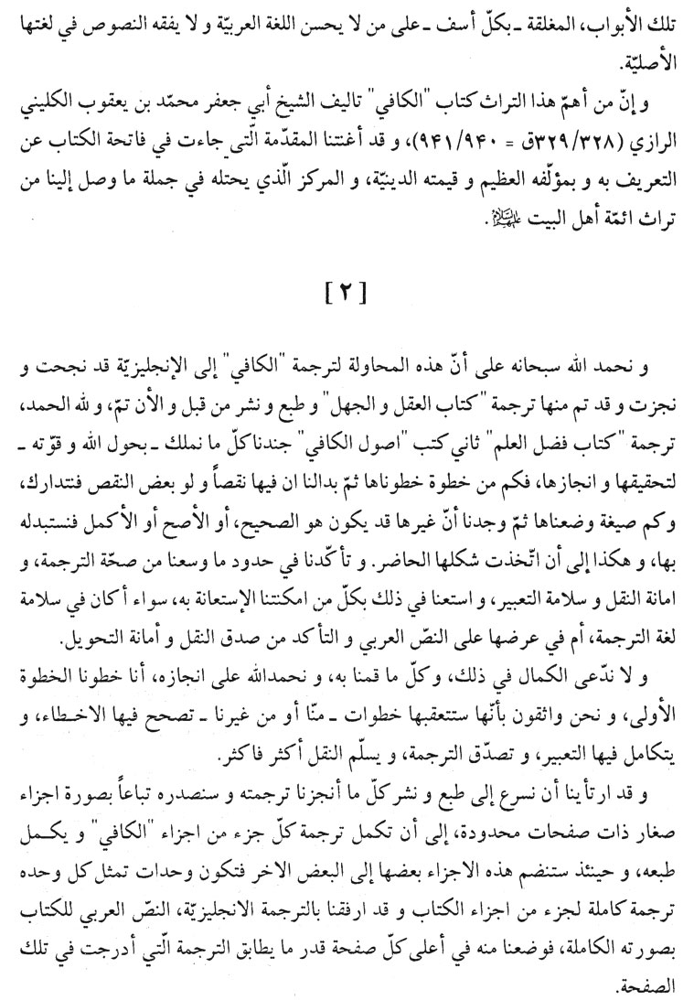 تلك الأبواب، المغلقة ـ بكلّ أسف ـ على من لا يحسن اللغة العربيّة و لا يفقه النصوص في لغتها
الأصليّة.
و إنّ من أهمّ هذا التراث كتاب "الكافي" تاليف الشيخ أبي جعفر محمّد بن يعقوب الكليني
الرازي (۳۲۹/۳۲۸ق = ۹۴۱/۹۴۰)، و قد أغنتنا المقدّمة الّتي جاءت في فاتحة الكتاب عن
التعريف به و بمؤلّفه العظيم و قيمته الدينيّة، و المركز الّذي يحتله في جملة ما وصل إلينا من
تراث ائمّة أهل البيت عليهم السلام.
[ ۲ ]
و نحمد الله سبحانه على أنّ هذه المحاولة لترجمة "الكافي" إلى الإنجليزيّة قد نجحت و
نجزت و قد تم منها ترجمة "كتاب العقل و الجهل" و طبع و نشر من قبل و الأن تمّ، و لله الحمد،
ترجمة "كتاب فضل العلم" ثاني كتب "اصول الكافي" جندنا كلّ ما نملك ـ بحول الله و قوّته ـ
لتحقيقها و انجازها، فكم من خطوة خطوناها ثمّ بدالنا ان فيها نقصاً و لو بعض النقص فنتدارك،
وكم صيغة وضعناها ثمّ وجدنا أنّ غيرها قد يكون هو الصحيح، أو الأصح أو الأكمل فنستبدله
بها، و هكذا إلى أن اتّخذت شكلها الحاضر. و تأكّدنا في حدود ما وسعنا من صحّة الترجمة، و
امانة النقل و سلامة التعبير، و استعنا في ذلك بكلّ من امكنتنا الإستعانة به، سواء أكان في سلامة
لغة الترجمة، أم في عرضها على النصّ العربي و التأكد من صدق النقل و أمانة التحويل.
و لا ندّعى الكمال في ذلك، وكلّ ما قمنا به، و نحمدالله على انجازه، أنا خطونا الخطوة
الأولى، و نحن واثقون بأنّها ستتعقبها خطوات ـ منّا أو من غيرنا ـ تصحح فيها الاخـطاء، و
يتكامل فيها التعبير، و تصدّق الترجمة، و يسلّم النقل أكثر فاكثر.
و قد ارتأينا أن نسرع إلى طبع و نشر كلّ ما أنجزنا ترجمته و سنصدره تباعاً بصورة اجزاء
صغار ذات صفحات محدودة، إلى أن تكمل ترجمة كلّ جزء من اجزاء "الكافي" و يكـمل
طبعه، و حينئذ ستنضم هذه الاجزاء بعضها إلى البعض الاخر فتكون وحدات تمثل كل وحده
ترجمة كاملة لجزء من اجزاء الكتاب و قد ارفقنا بالترجمة الانجليزيّة، النصّ العربي للكتاب
بصورته الكاملة، فوضعنا منه في أعلى كلّ صفحة قدر ما يطابق الترجمة الّتي أدرجت في تلك
الصفحة.